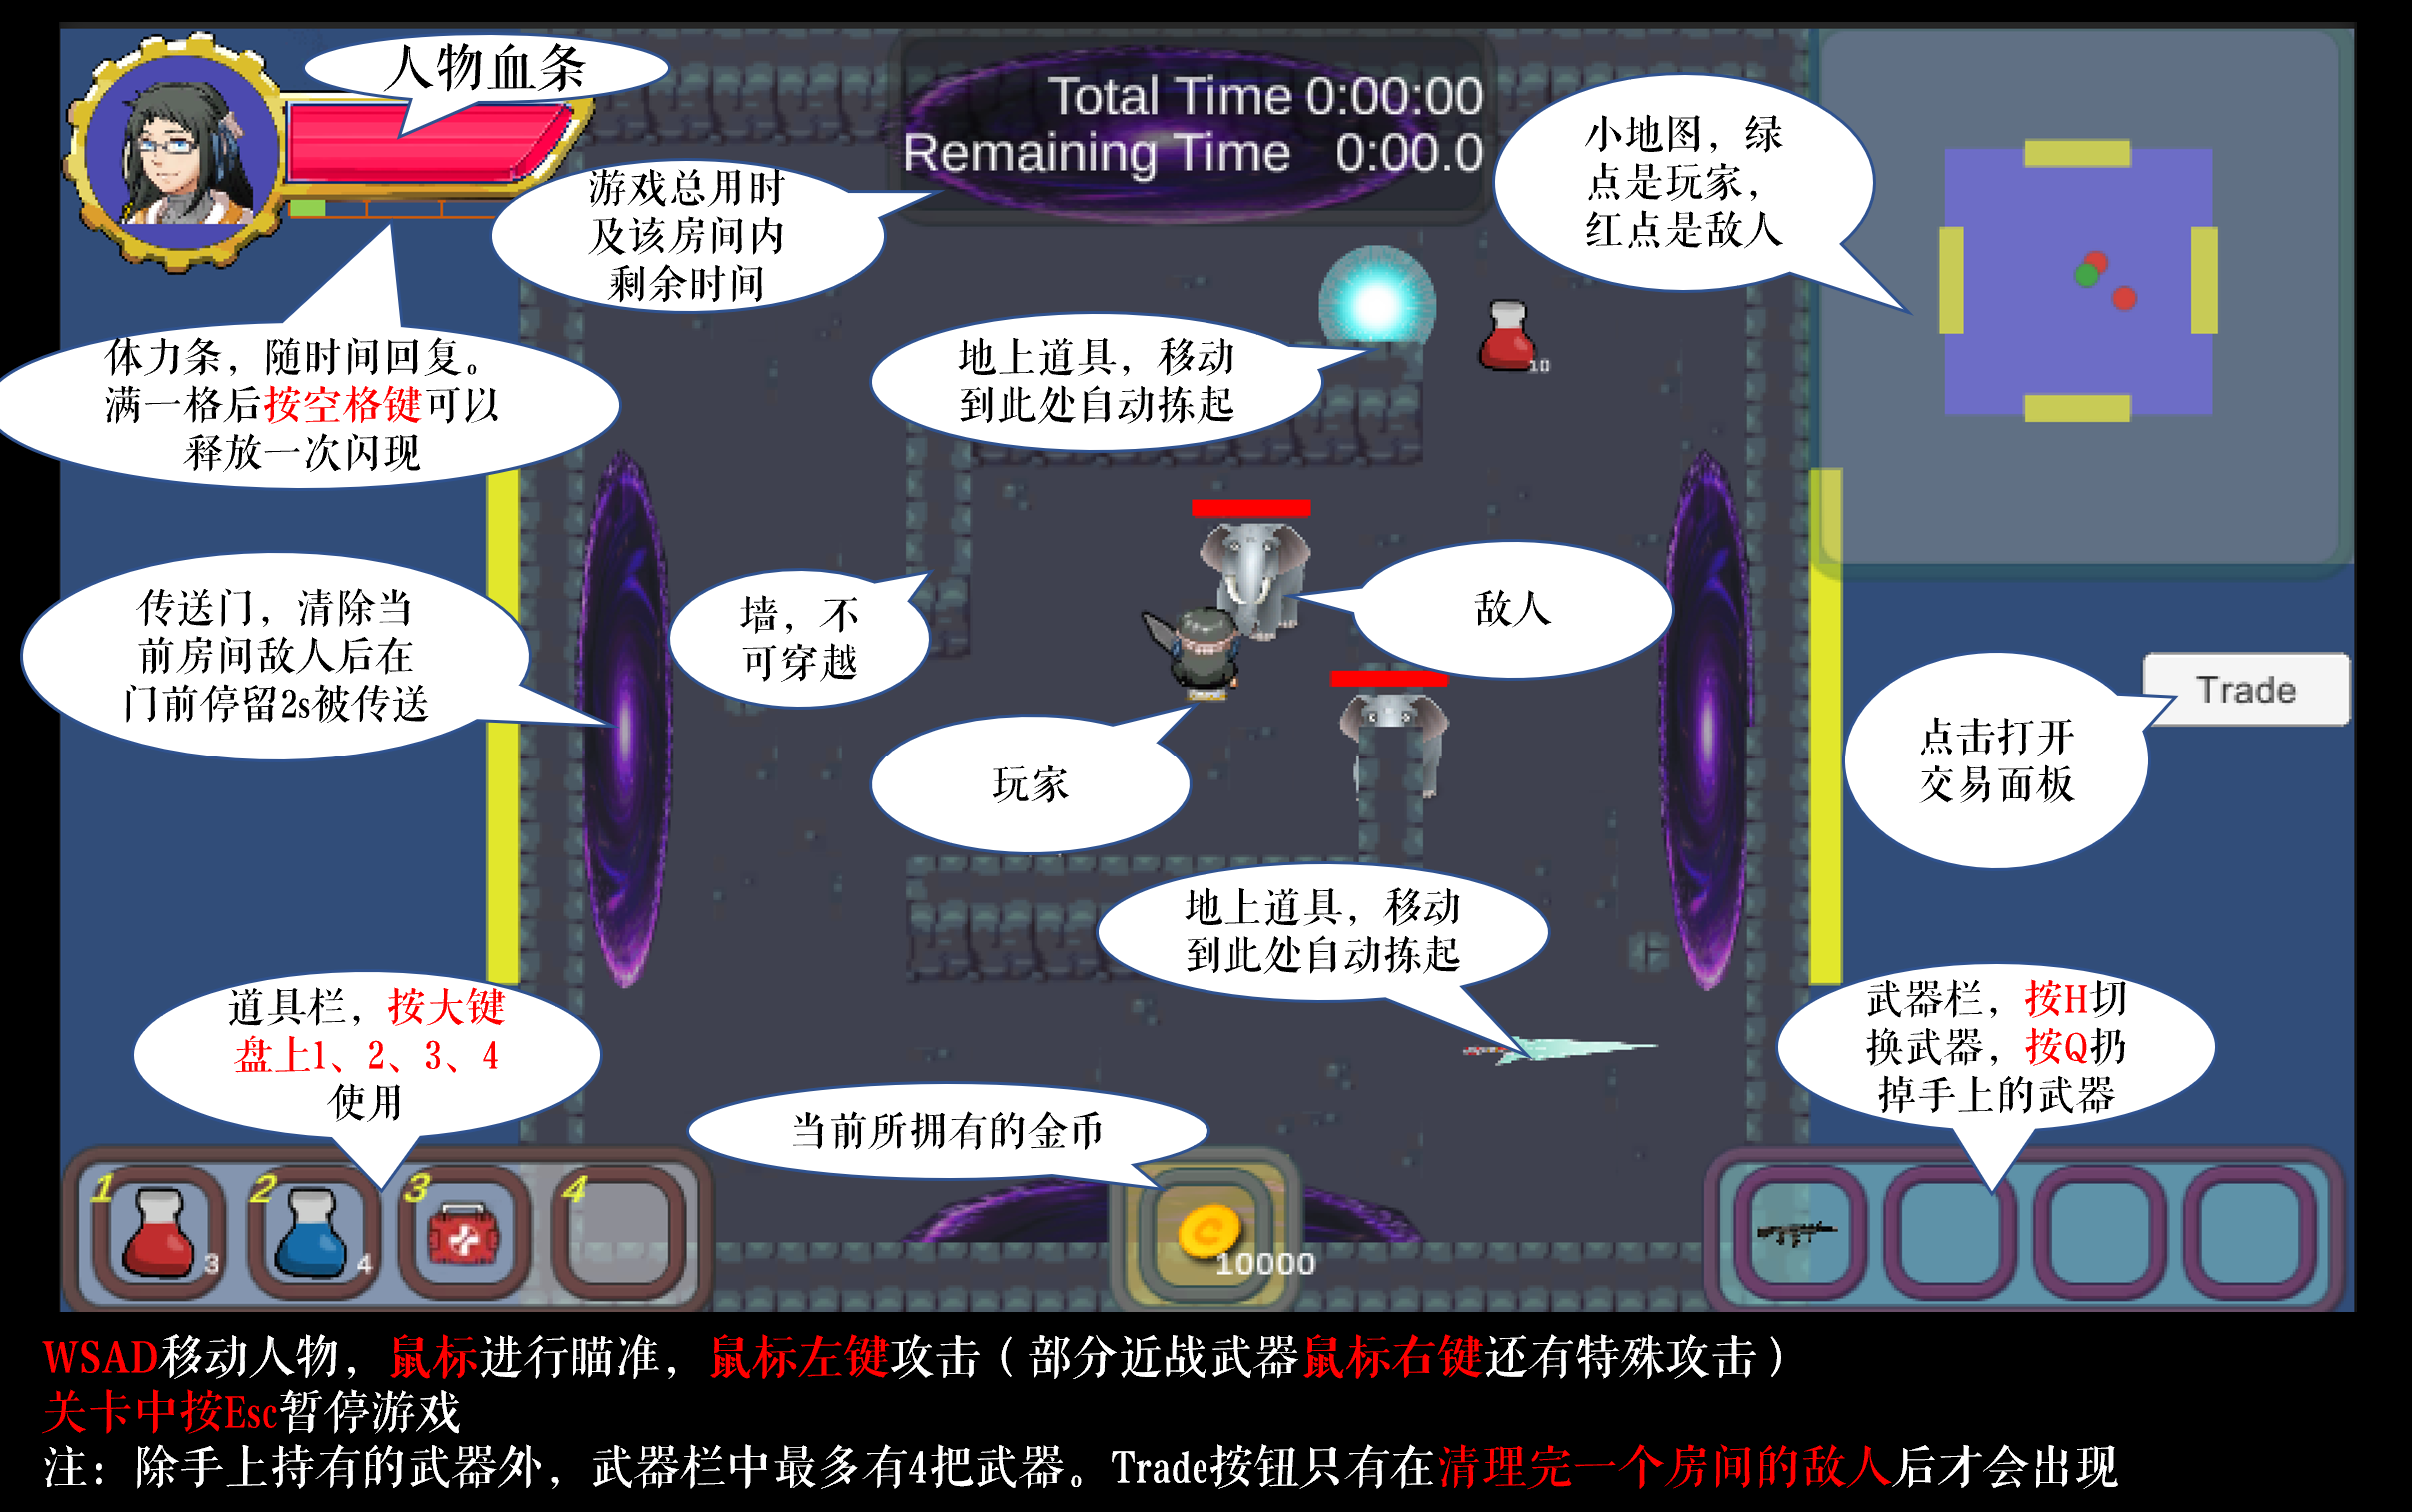 人物血条
Total Time 0:00:00
Remaining Time 0:00.0
小地图，绿
点是玩家，
红点是敌人
游戏总用时
及该房间内
剩余时间
体力条，随时间回复。
满一格后按空格键可以
释放一次闪现
地上道具，移动
到此处自动拣起
10
传送门，清除当
前房间敌人后在
门前停留2s被传送
墙，不
可穿越
敌人
Trade
点击打开
交易面板
玩家
地上道具，移动
到此处自动拣起
道具栏，按大键
盘上1、2、3、4
使用
武器栏，按H切
换武器，按Q扔
掉手上的武器
当前所拥有的金币
1
2
3
4
3
4
C
10000
WSAD移动人物，鼠标进行瞄准，鼠标左键攻击（部分近战武器鼠标右键还有特殊攻击）
关卡中按Esc暂停游戏
注：除手上持有的武器外，武器栏中最多有4把武器。Trade按钮只有在清理完一个房间的敌人后才会出现